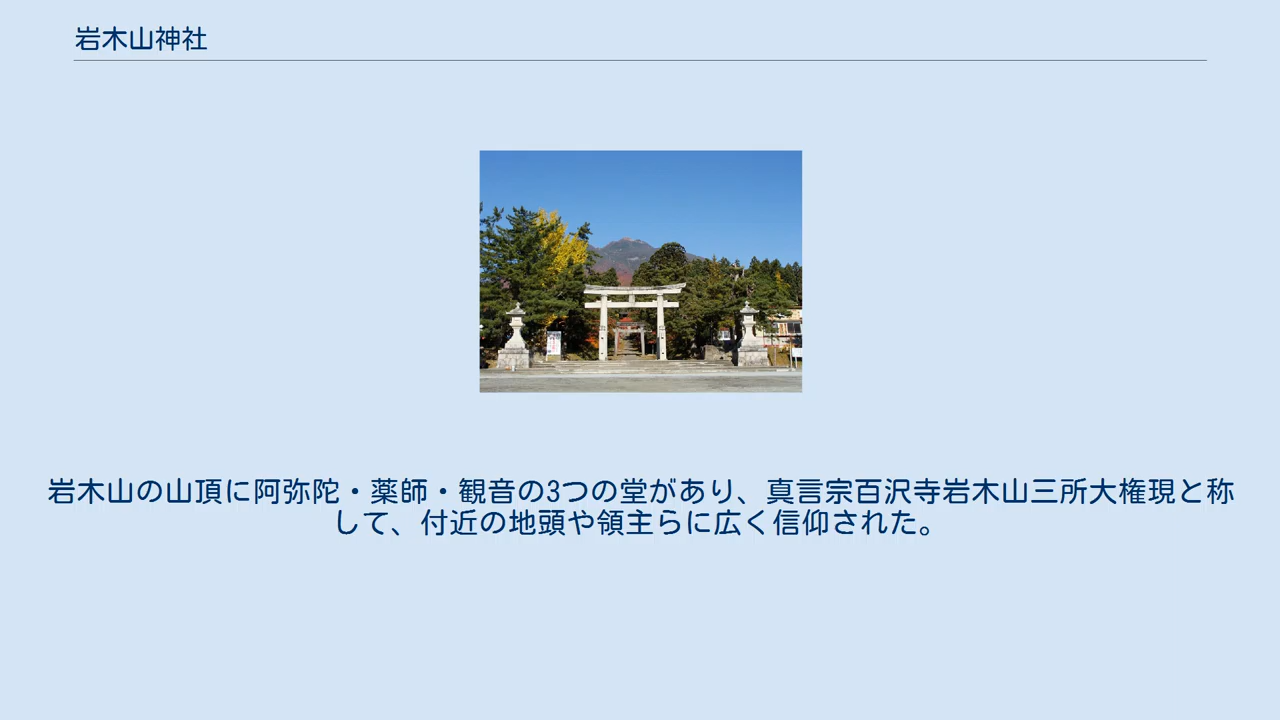 岩木山神社
岩木山の山頂に阿弥陀・薬師・観音の3つの堂があり、真言宗百沢寺岩木山三所大権現と称
して、付近の地頭や領主らに広く信仰された。